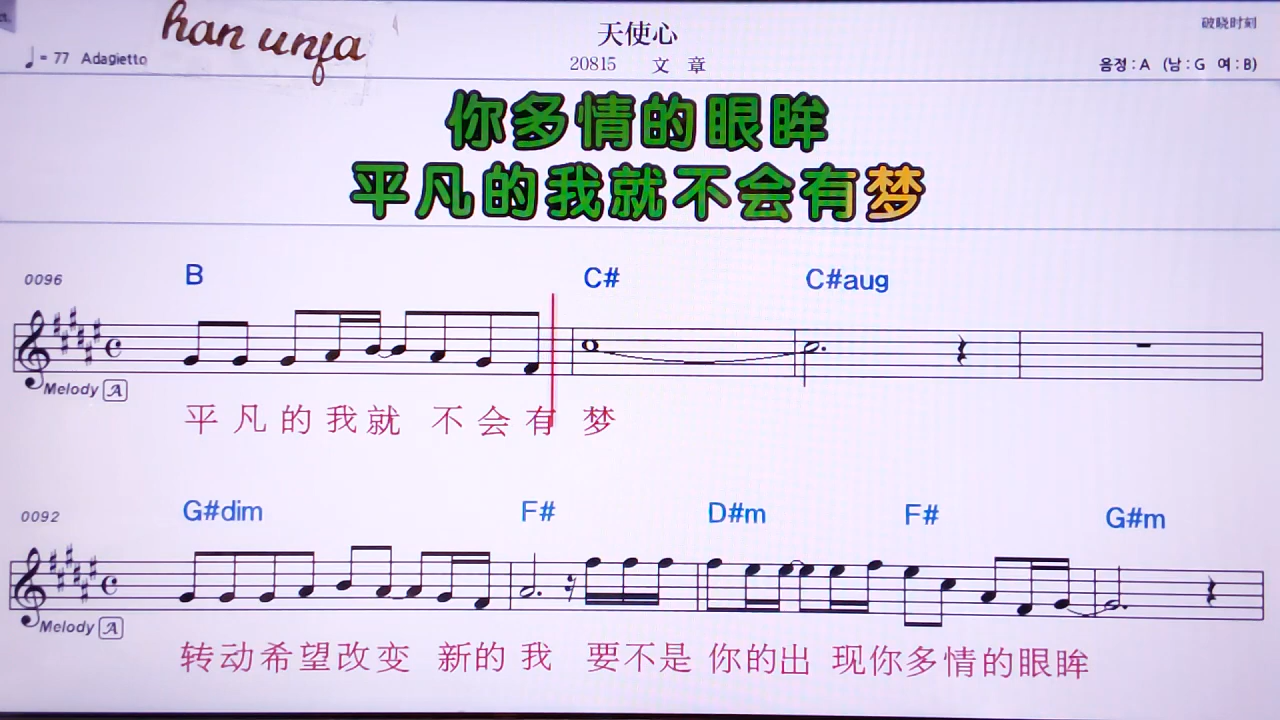 han unfa
天使心
破晓时刻
♩= 77 Adagietto
20815 文 章
음정 : A (남 : G 여 : B)
你多情的眼眸
平凡的我就不会有梦
0096 B C# C#aug
Melody A
平 凡 的 我 就 不 会 有 梦
0092 G#dim F# D#m F# G#m
Melody A
转动希望改变 新的 我 要不是 你的出 现你多情的眼眸